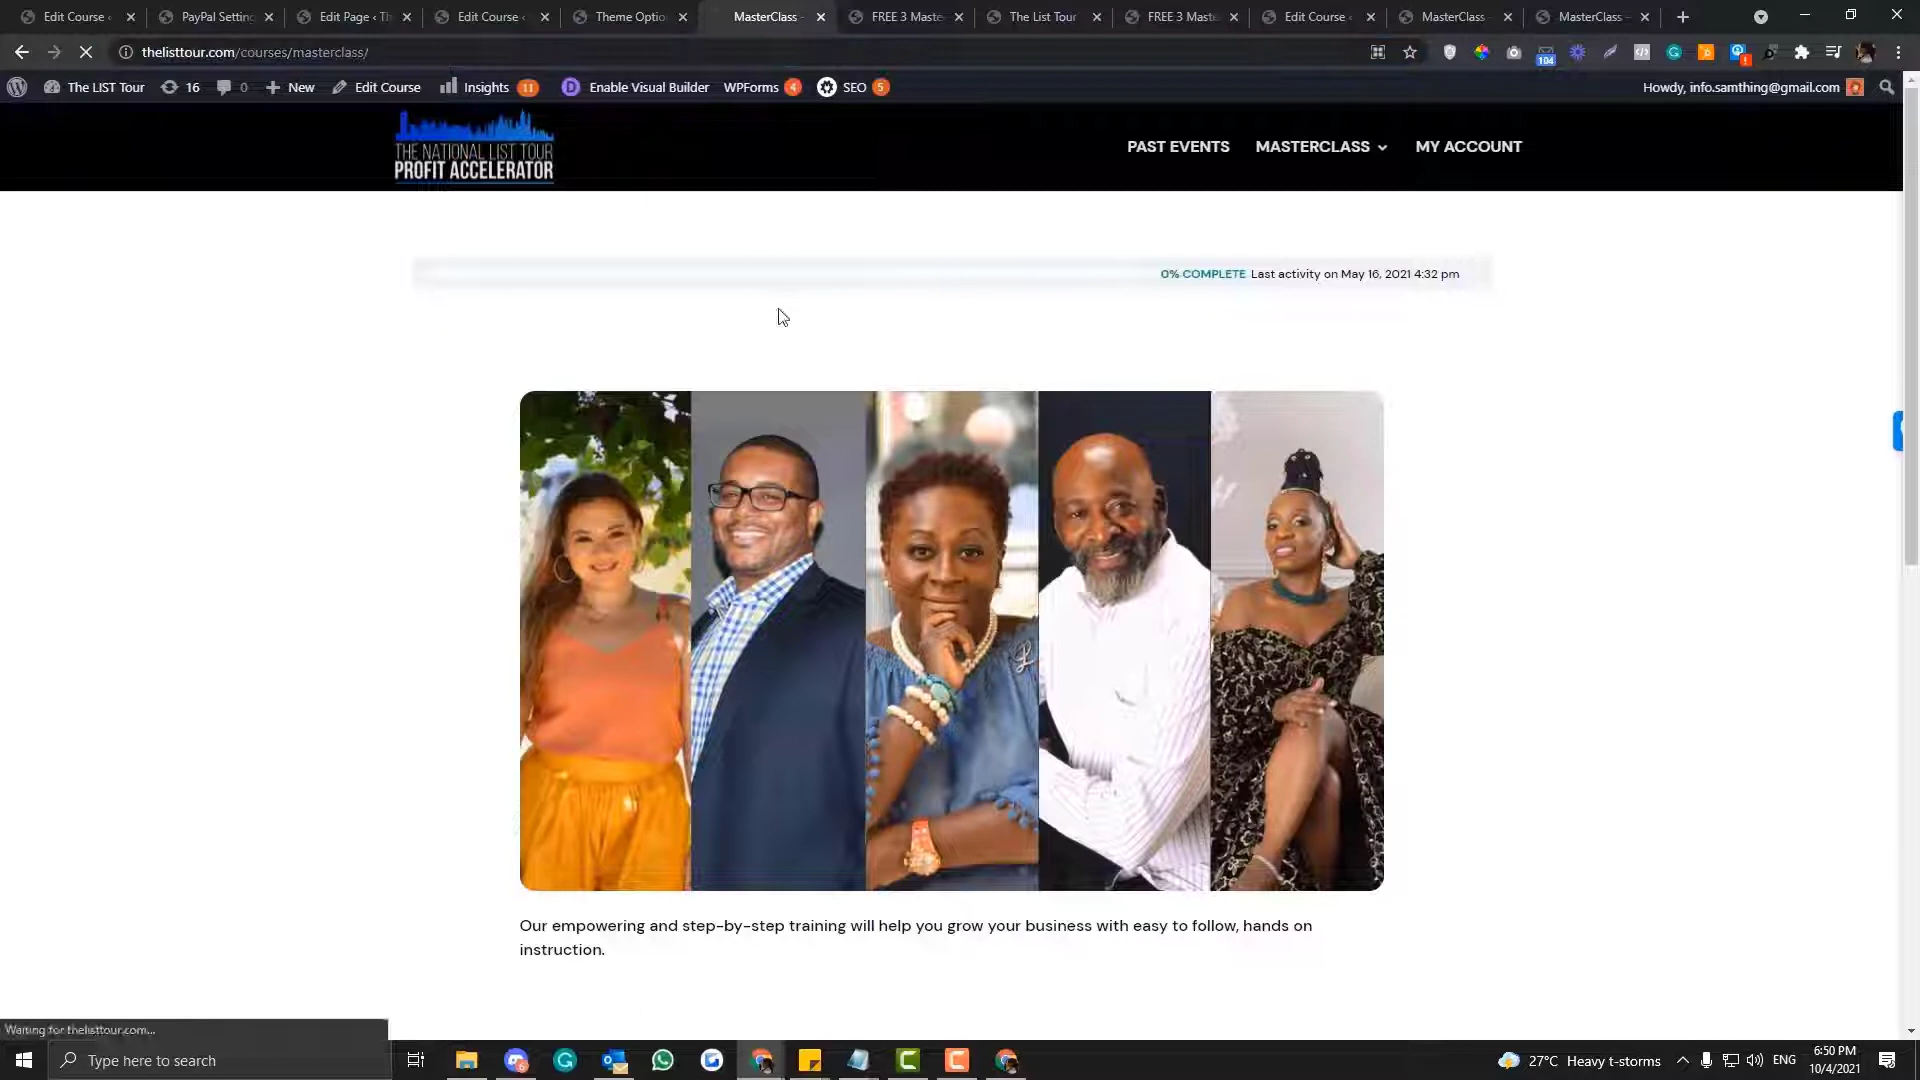 Edit Course ‹
PayPal Setting
Edit Page ‹ Th
Edit Course ‹
Theme Optio
MasterClass -
FREE 3 Maste
The List Tour
FREE 3 Maste
Edit Course ‹
MasterClass -
MasterClass -
thelisttour.com/courses/masterclass/
104
The LIST Tour
16
0
New
Edit Course
Insights 11
Enable Visual Builder
WPForms 4
SEO 5
Howdy, info.samthing@gmail.com
THE NATIONAL LIST TOUR
PROFIT ACCELERATOR
PAST EVENTS
MASTERCLASS
MY ACCOUNT
0% COMPLETE Last activity on May 16, 2021 4:32 pm
Our empowering and step-by-step training will help you grow your business with easy to follow, hands on
instruction.
Waiting for thelisttour.com...
Type here to search
27°C Heavy t-storms
ENG
6:50 PM
10/4/2021